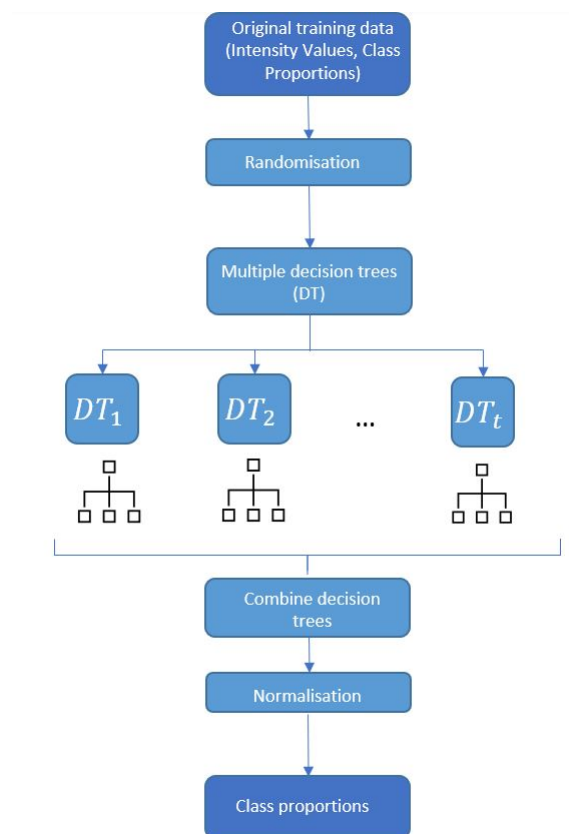 Original training data
(Intensity Values, Class
Proportions)
Randomisation
Multiple decision trees
(DT)
DT₁ DT₂ ... DTₜ
Combine decision
trees
Normalisation
Class proportions